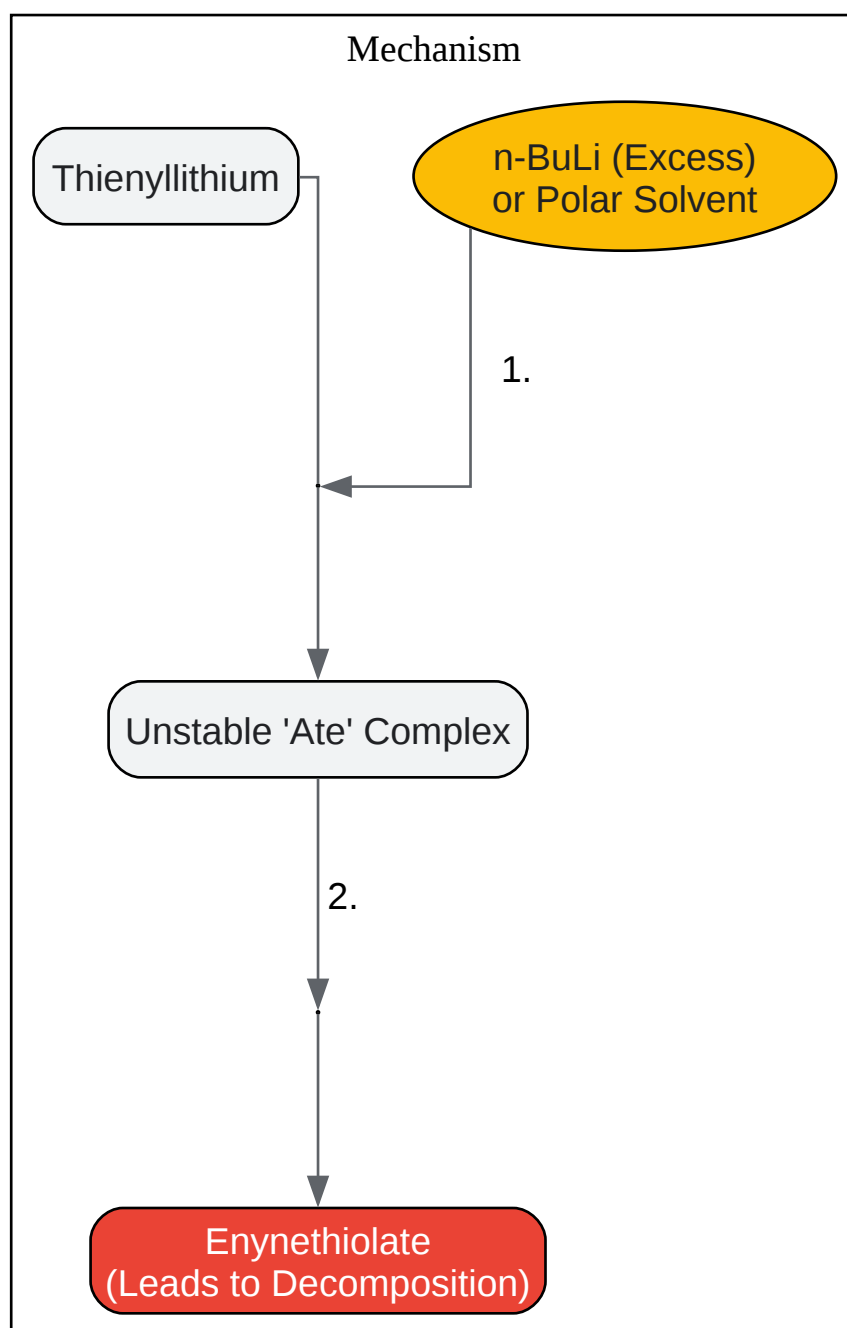 Mechanism
Thienyllithium
n-BuLi (Excess)
or Polar Solvent
1.
Unstable 'Ate' Complex
2.
Enynethiolate
(Leads to Decomposition)